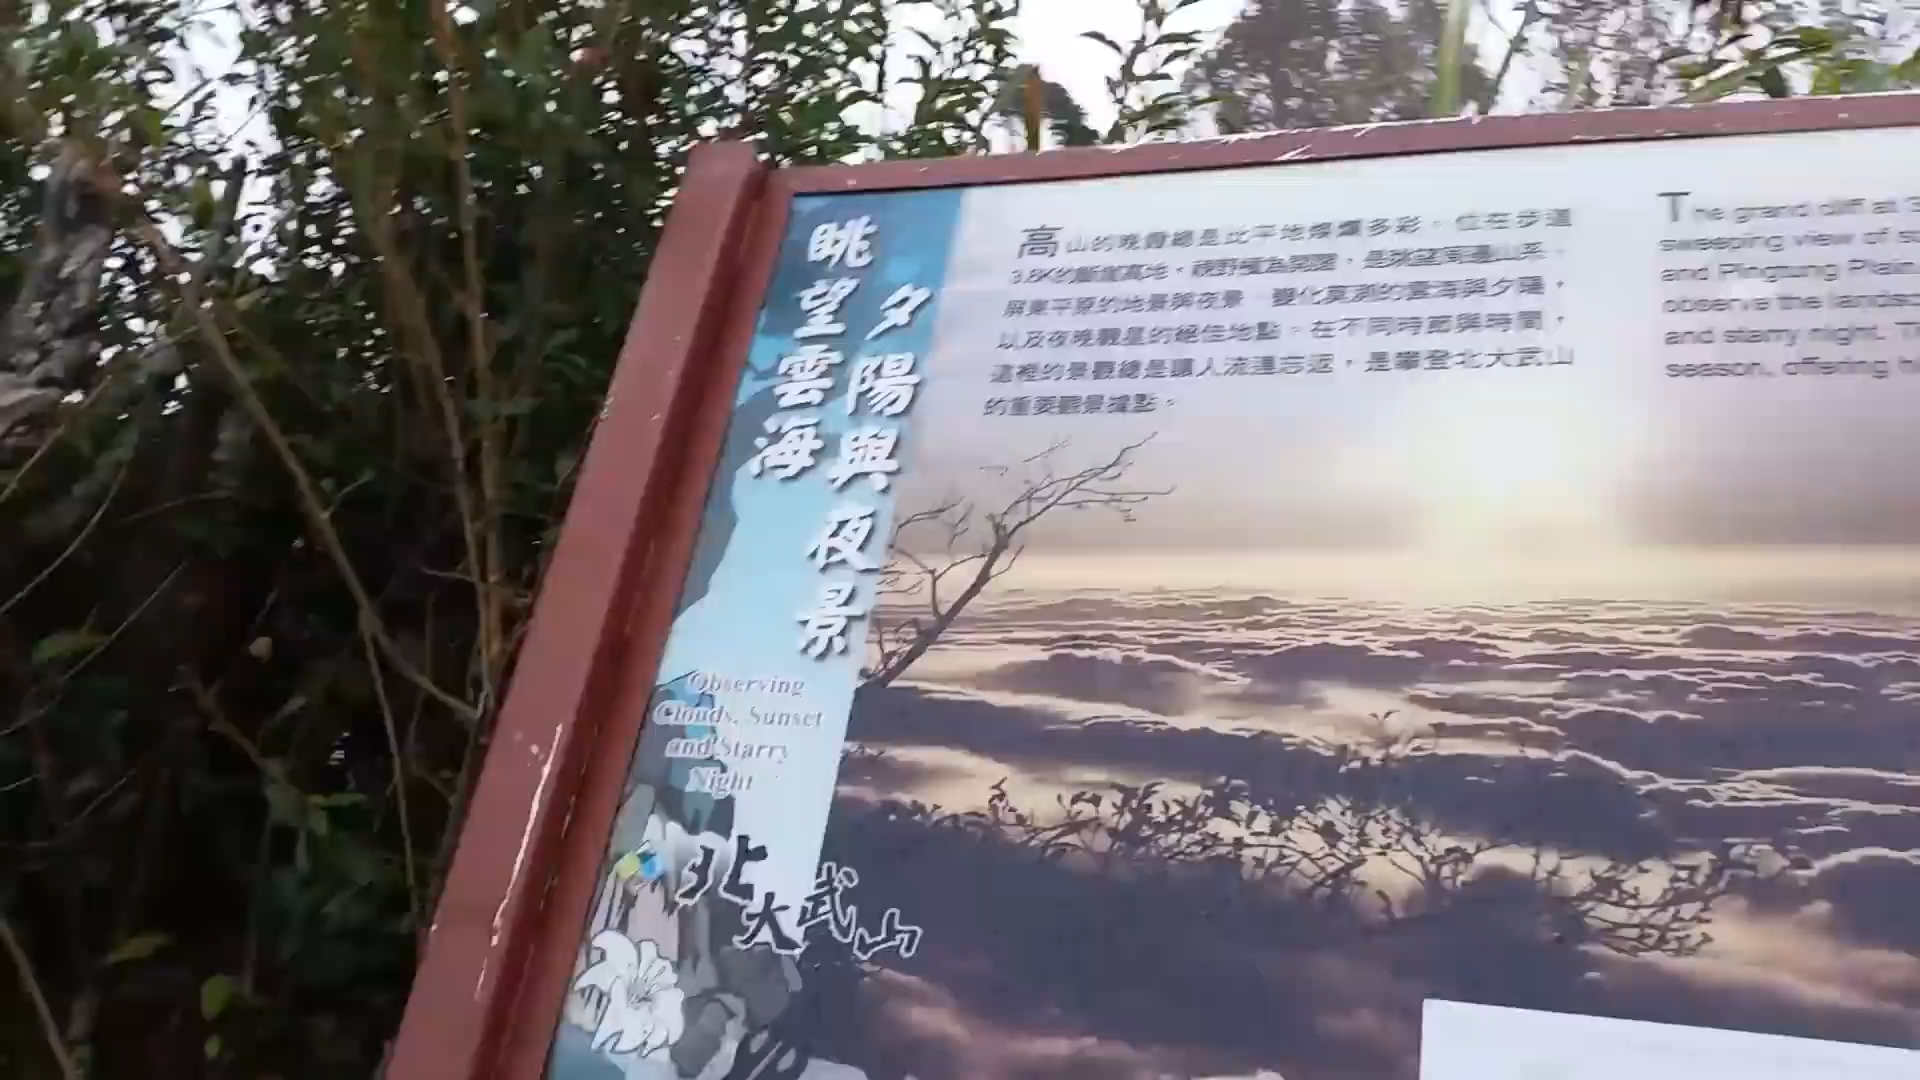 眺望雲海
夕陽與夜景
Observing
Clouds, Sunset
and Starry
Night
北大武山
高山的晚霞總是比平地燦爛多彩。位在步道
3.8K的斷崖高地,視野極為開闊,是眺望周邊山系、
屏東平原的地景與夜景、變化莫測的雲海與夕陽,
以及夜晚觀星的絕佳地點。在不同時節與時間,
這裡的景觀總是讓人流連忘返,是攀登北大武山
的重要觀景據點。
The grand cliff at 3
sweeping view of su
and Pingtung Plain.
observe the landsc
and starry night. T
season, offering hi